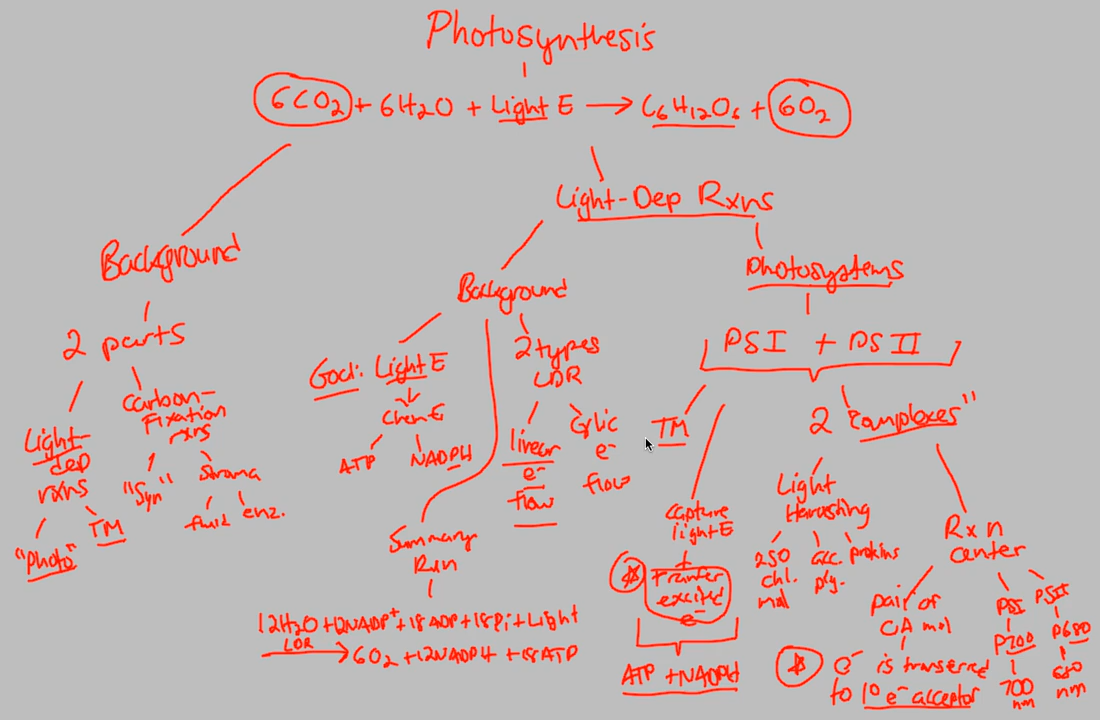 Photosynthesis
6CO2 + 6H2O + Light E → C6H12O6 + 6O2
Background
2 parts
Light-
dep
rxns
"Photo"
TM
Carbon-
Fixation
rxns
"Syn"
Stroma
fluid
enz.
Light-Dep Rxns
Background
Goal: Light E
↓
Chem E
ATP
NADPH
Summary
Rxn
12H2O + 12NADP+ + 18 ADP + 18Pi + Light
LDR → 6O2 + 12NADPH + 18ATP
2 types
LDR
linear
e-
flow
Cylic
e-
flow
Photosystems
PSI + PSII
TM
Capture
light E
+
Tranfer
excited
e-
ATP + NADPH
2 "Complexes"
Light
Harvesting
250
chl.
mol
acc.
pig.
proteins
Rxn
center
pair of
CA mol
e- is transerred
to 1° e- acceptor
PSI
P700
700
nm
PSII
P680
680
nm